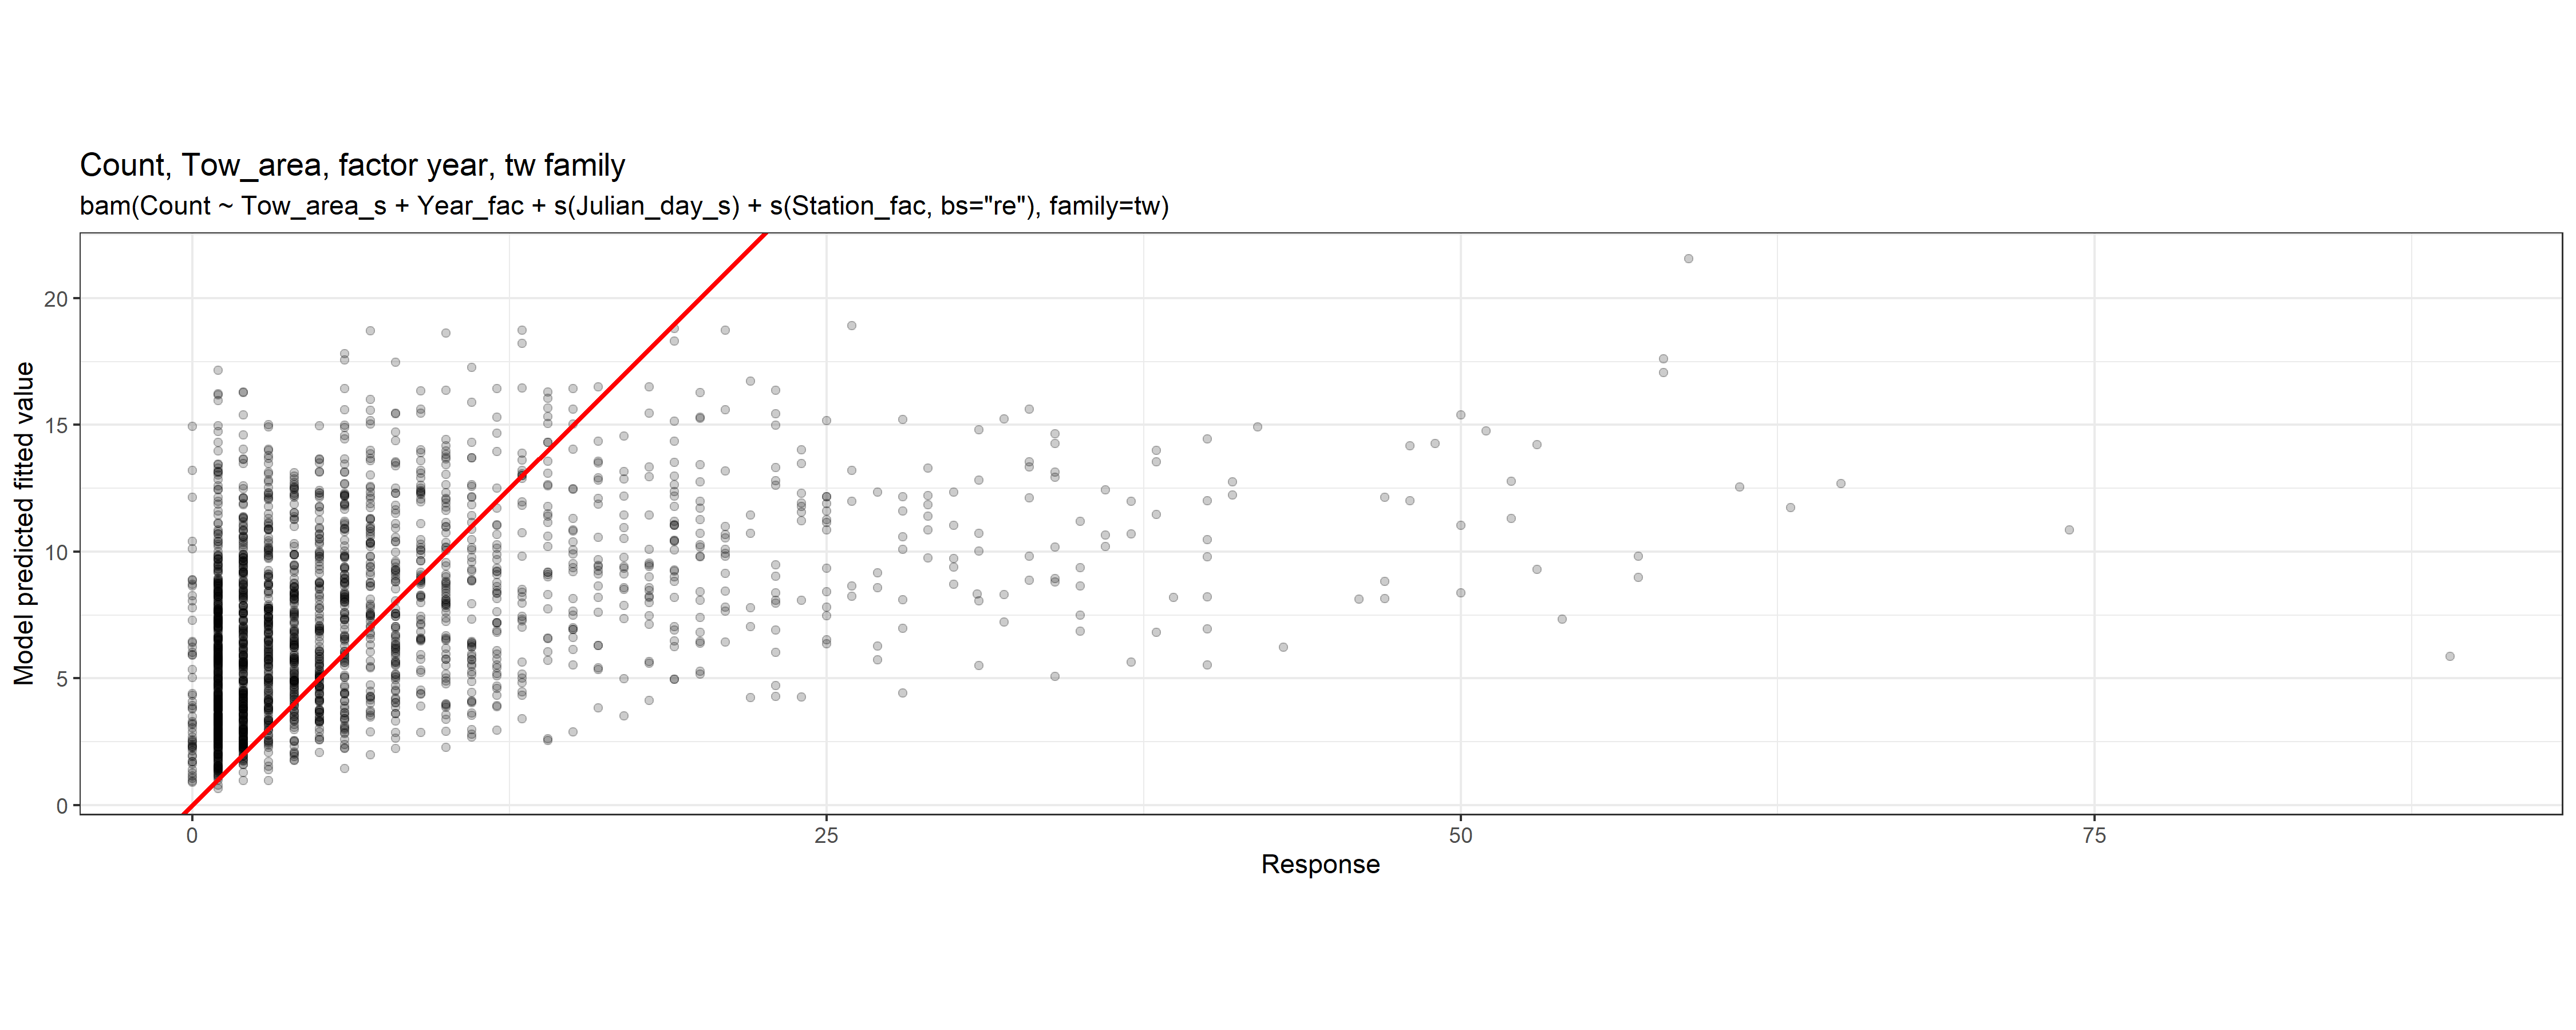 Count, Tow_area, factor year, tw family
bam(Count ~ Tow_area_s + Year_fac + s(Julian_day_s) + s(Station_fac, bs="re"), family=tw)
Model predicted fitted value
20
15
10
5
0
0 25 50 75
Response